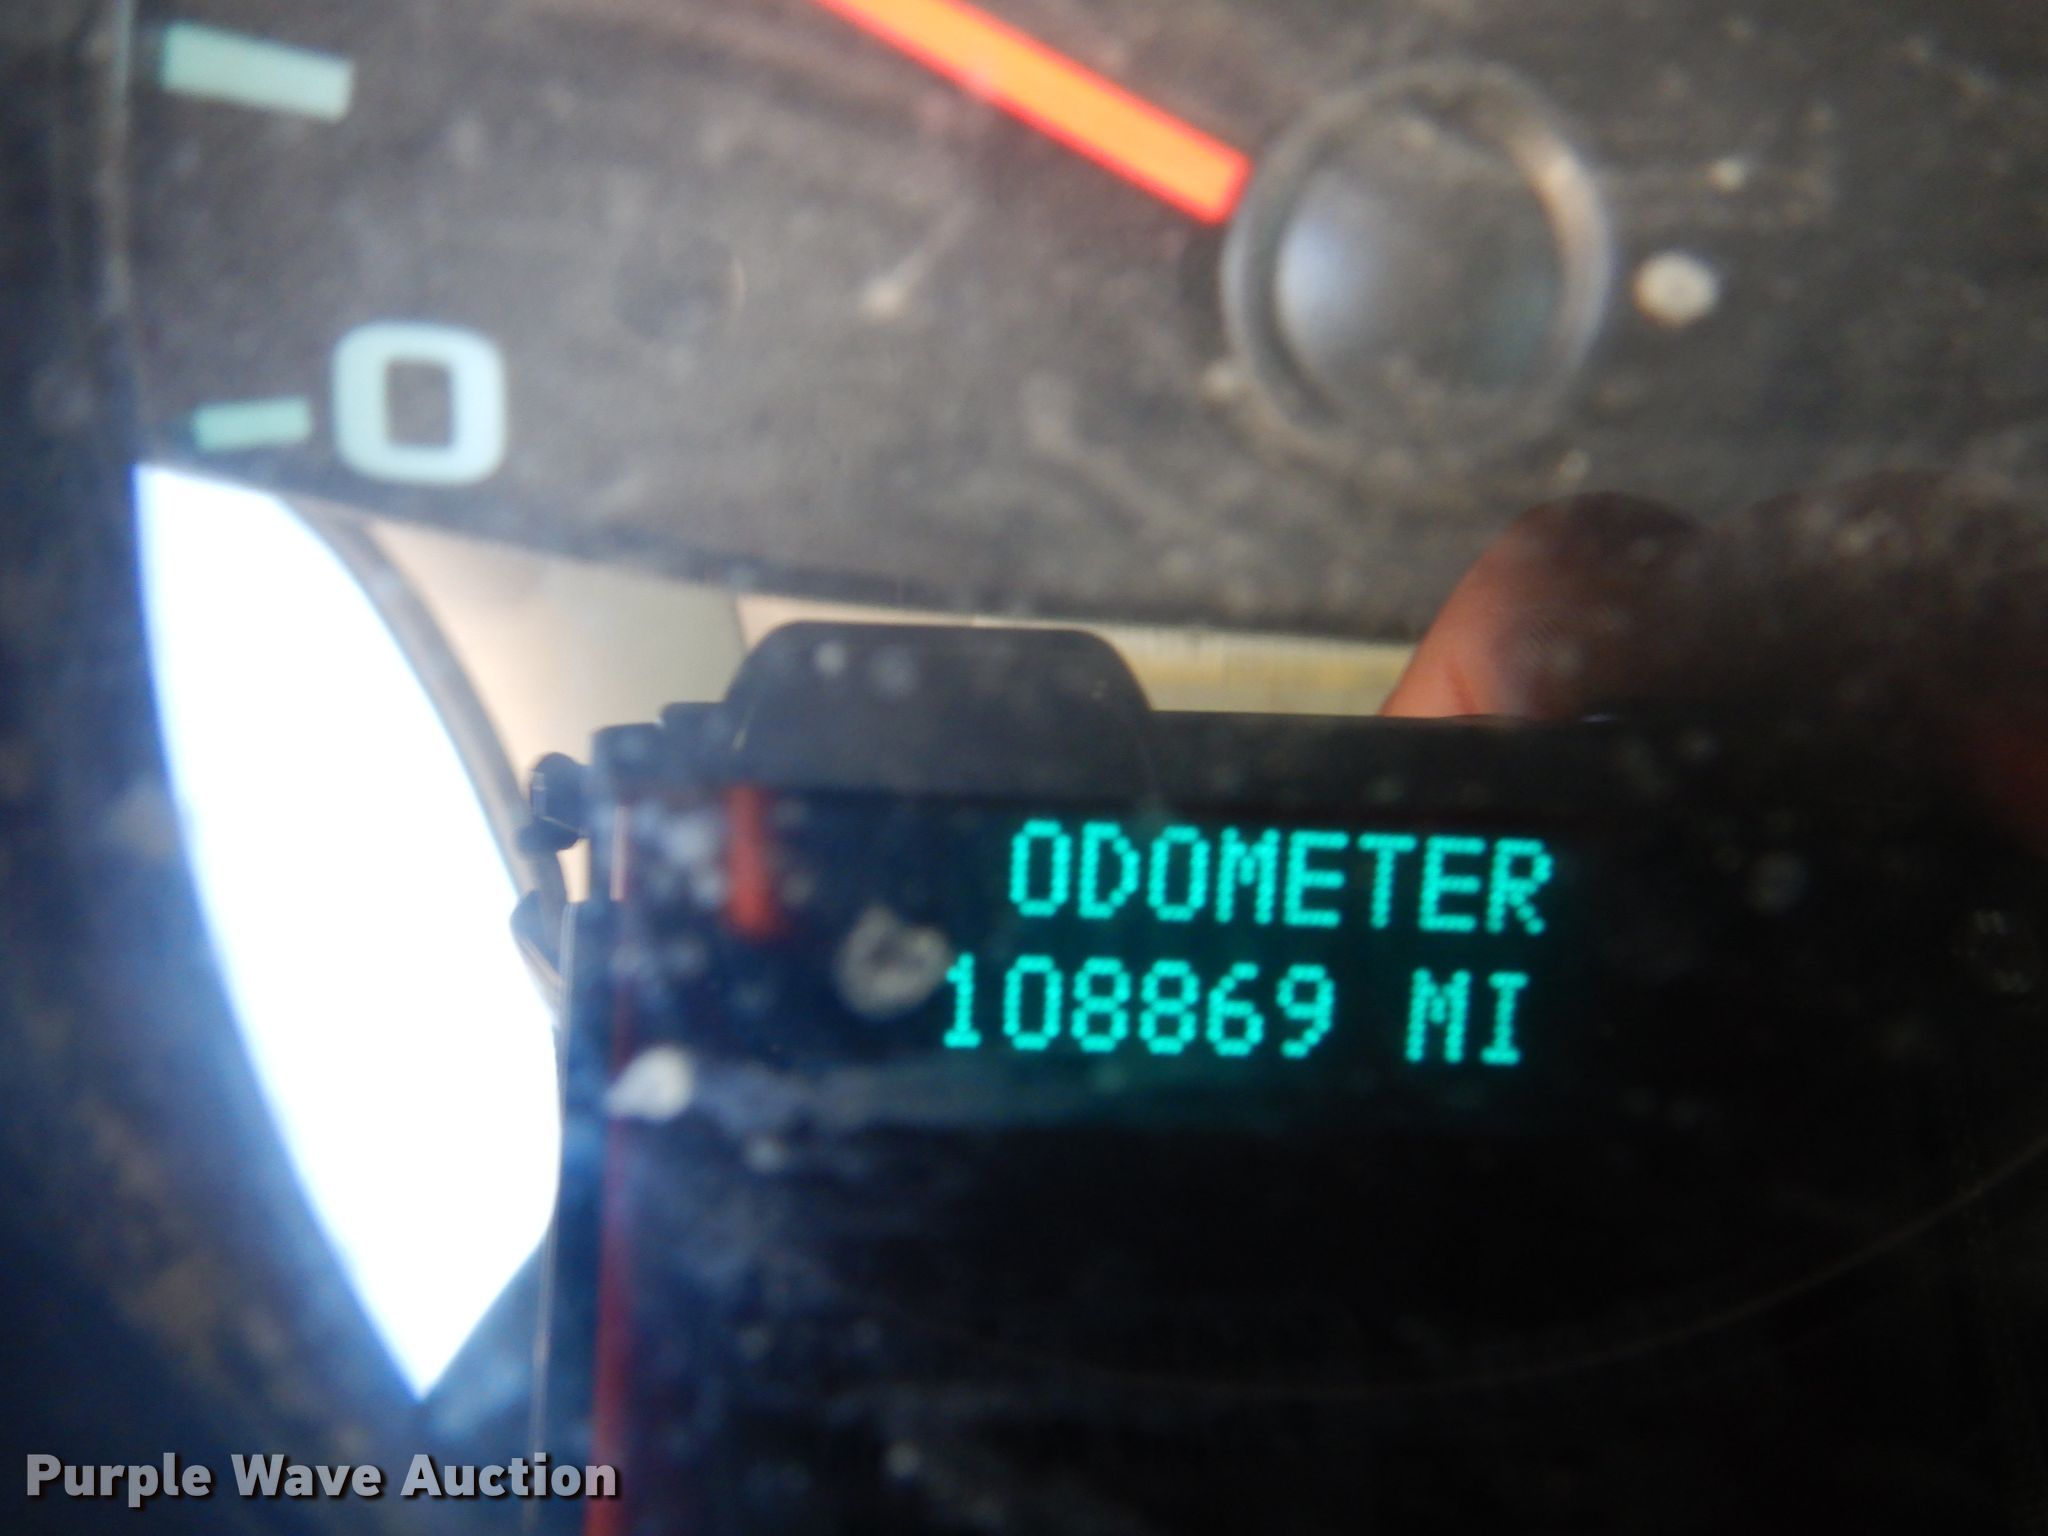 0
ODOMETER
108869 MI
Purple Wave Auction